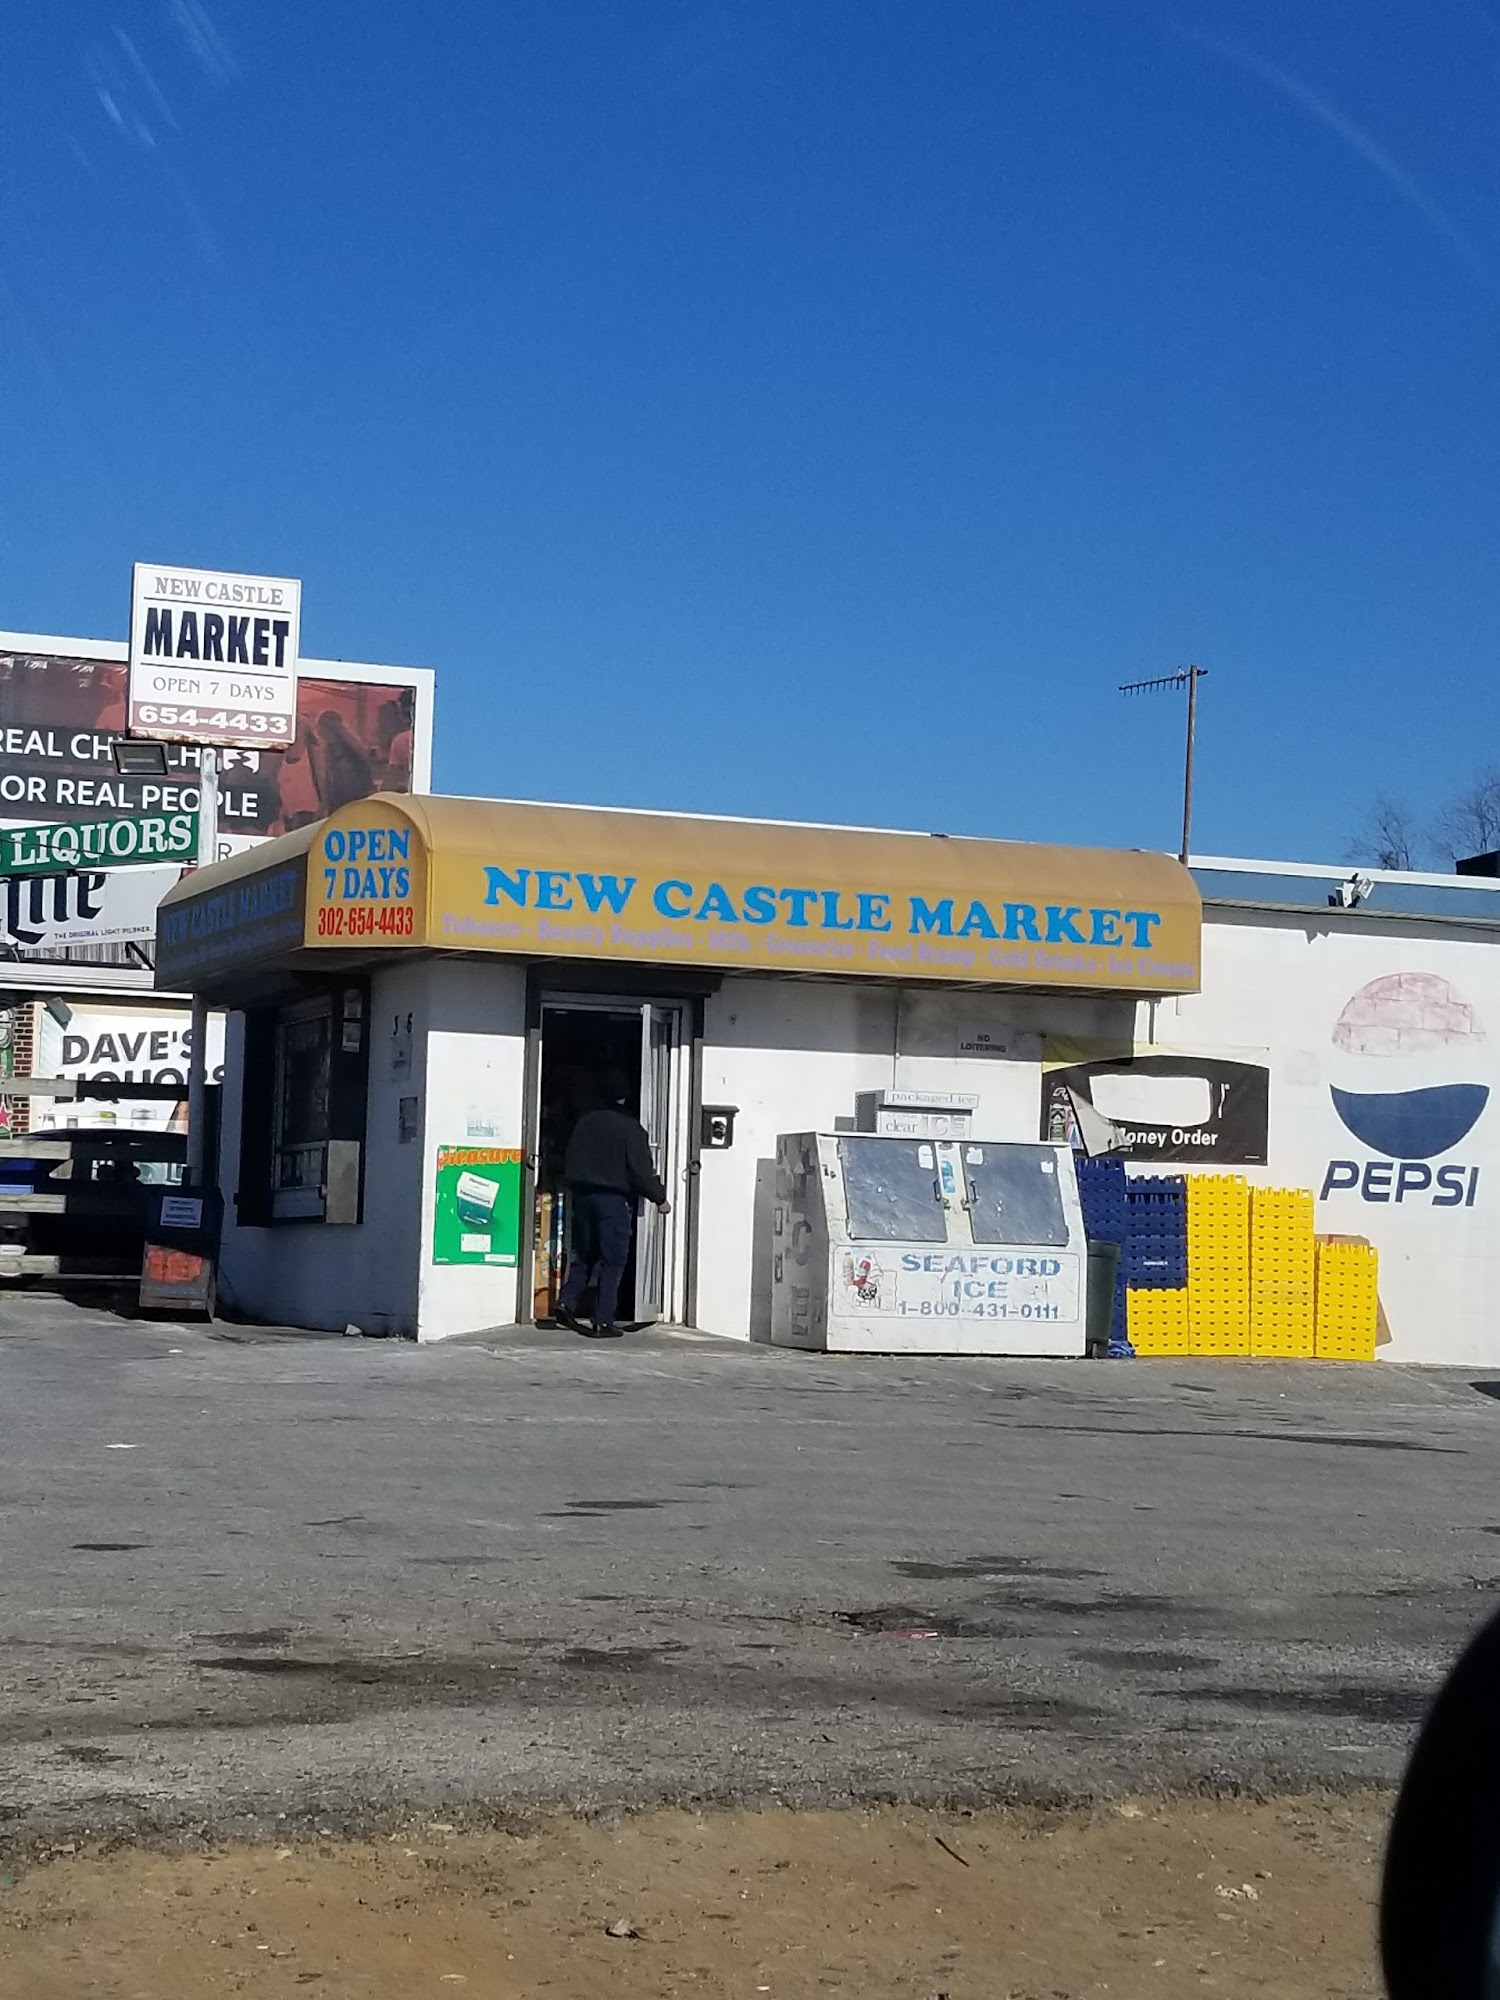 NEW CASTLE
MARKET
OPEN 7 DAYS
654-4433
REAL CH CH
OR REAL PEOPLE
LIQUORS
Lite
THE ORIGINAL LIGHT PILSNER.
DAVE'S
LIQUORS
NEW CASTLE MARKET
OPEN
7 DAYS
302-654-4433
NEW CASTLE MARKET
Tobacco - Beauty Supplies - ATM - Groceries - Food Stamp - Cold Drinks - Ice Cream
NO
LOITERING
pleasure
packaged ice
clear ICE
SEAFORD
ICE
1-800-431-0111
Money Order
PEPSI